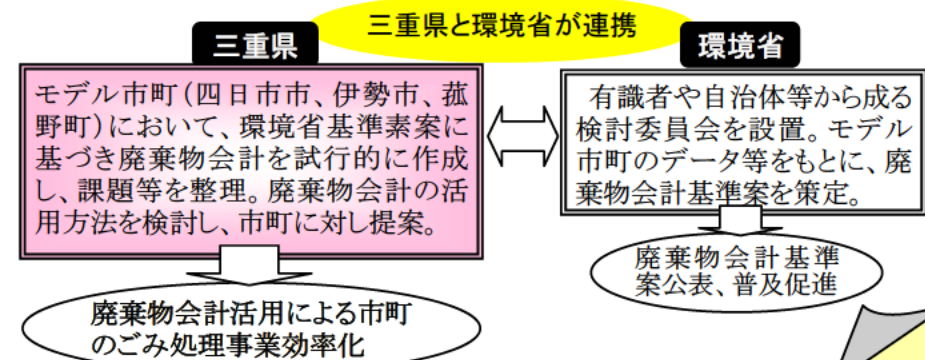 三重県と環境省が連携
三重県
モデル市町(四日市市、伊勢市、菰
野町)において、環境省基準素案に
基づき廃棄物会計を試行的に作成
し、課題等を整理。廃棄物会計の活
用方法を検討し、市町に対し提案。
廃棄物会計活用による市町
のごみ処理事業効率化
環境省
有識者や自治体等から成る
検討委員会を設置。モデル
市町のデータ等をもとに、廃
棄物会計基準案を策定。
廃棄物会計基準
案公表、普及促進